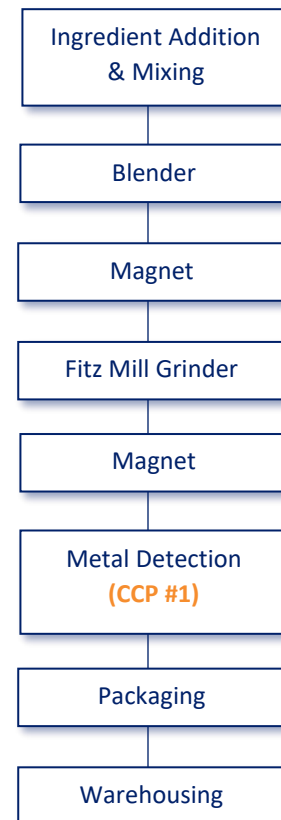 Ingredient Addition
& Mixing
Blender
Magnet
Fitz Mill Grinder
Magnet
Metal Detection
(CCP #1)
Packaging
Warehousing